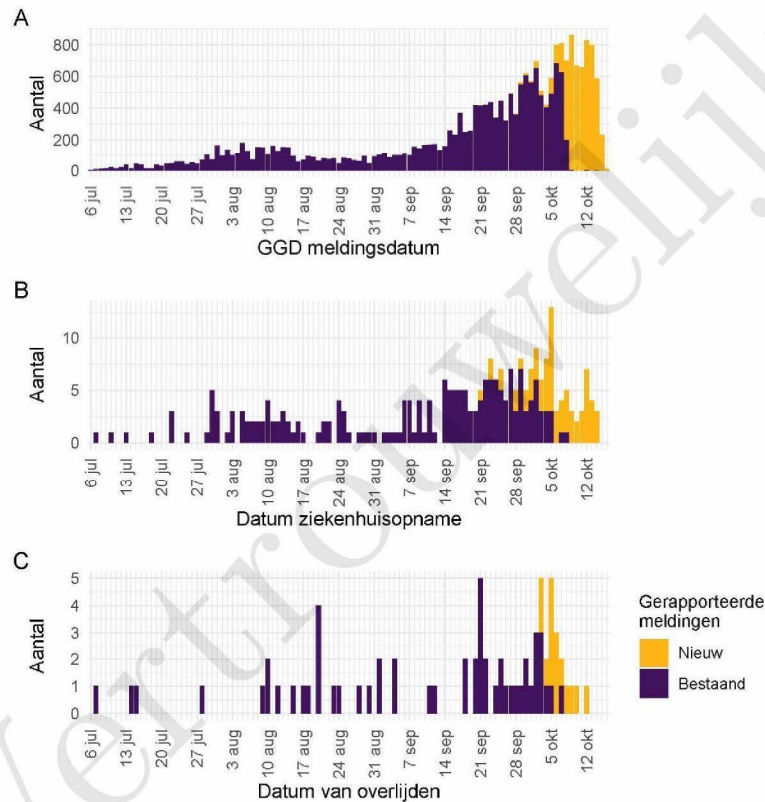 A
Aantal
800
600
400
200
0
6 jul
13 jul
20 jul
27 jul
3 aug
10 aug
17 aug
24 aug
31 aug
7 sep
14 sep
21 sep
28 sep
5 okt
12 okt
GGD meldingsdatum
B
Aantal
10
5
0
6 jul
13 jul
20 jul
27 jul
3 aug
10 aug
17 aug
24 aug
31 aug
7 sep
14 sep
21 sep
28 sep
5 okt
12 okt
Datum ziekenhuisopname
C
Aantal
5
4
3
2
1
0
6 jul
13 jul
20 jul
27 jul
3 aug
10 aug
17 aug
24 aug
31 aug
7 sep
14 sep
21 sep
28 sep
5 okt
12 okt
Datum van overlijden
Gerapporteerde
meldingen
Nieuw
Bestaand
Vertrouwelijk